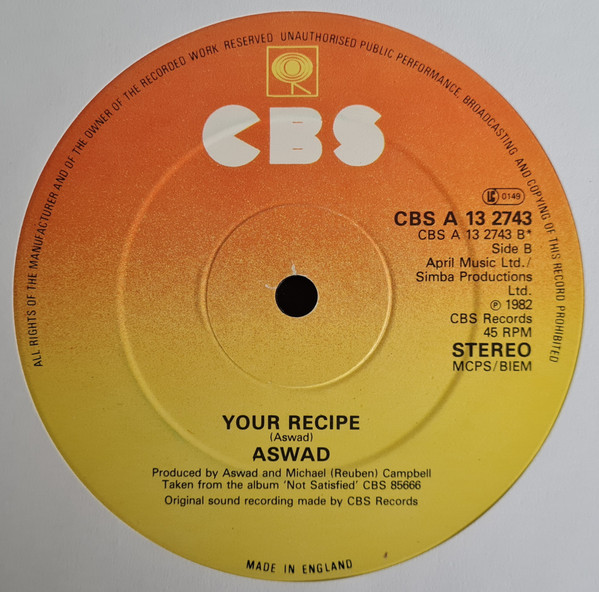 ALL RIGHTS OF THE MANUFACTURER AND OF THE OWNER OF THE RECORDED WORK RESERVED UNAUTHORISED PUBLIC PERFORMANCE, BROADCASTING AND COPYING OF THIS RECORD PROHIBITED
CBS
LC 0149
CBS A 13 2743
CBS A 13 2743 B*
Side B
April Music Ltd./
Simba Productions
Ltd.
℗ 1982
CBS Records
45 RPM
STEREO
MCPS/BIEM
YOUR RECIPE
(Aswad)
ASWAD
Produced by Aswad and Michael (Reuben) Campbell
Taken from the album 'Not Satisfied' CBS 85666
Original sound recording made by CBS Records
MADE IN ENGLAND